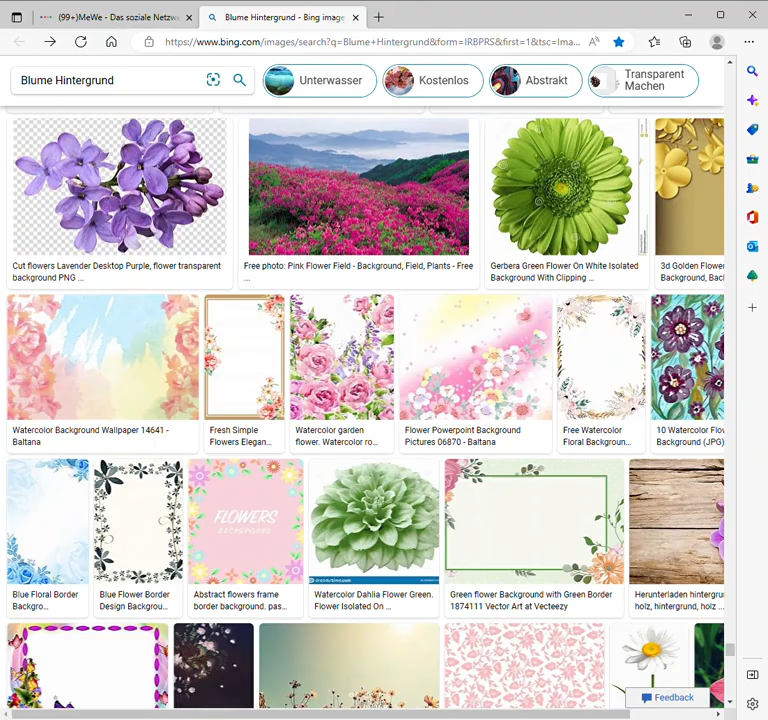 (99+)MeWe - Das soziale Netzwe
Blume Hintergrund - Bing image
https://www.bing.com/images/search?q=Blume+Hintergrund&form=IRBPRS&first=1&tsc=Ima...
Blume Hintergrund
Unterwasser
Kostenlos
Abstrakt
Transparent
Machen
Cut flowers Lavender Desktop Purple, flower transparent
background PNG ...
Free photo: Pink Flower Field - Background, Field, Plants - Free
...
Gerbera Green Flower On White Isolated
Background With Clipping ...
3d Golden Flower
Background, Bac
Watercolor Background Wallpaper 14641 -
Baltana
Fresh Simple
Flowers Elegan...
Watercolor garden
flower. Watercolor ro...
Flower Powerpoint Background
Pictures 06870 - Baltana
Free Watercolor
Floral Backgroun...
10 Watercolor Flow
Background (JPG)
FLOWERS
BACKGROUND
dreamstime.com
Blue Floral Border
Backgro...
Blue Flower Border
Design Backgrou...
Abstract flowers frame
border background. pas...
Watercolor Dahlia Flower Green.
Flower Isolated On ...
Green flower Background with Green Border
1874111 Vector Art at Vecteezy
Herunterladen hintergrun
holz, hintergrund, holz ...
Feedback